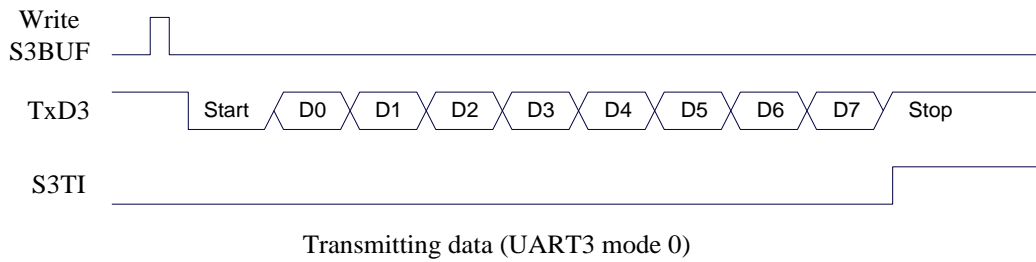 Write
S3BUF
TxD3 Start D0 D1 D2 D3 D4 D5 D6 D7 Stop
S3TI
Transmitting data (UART3 mode 0)